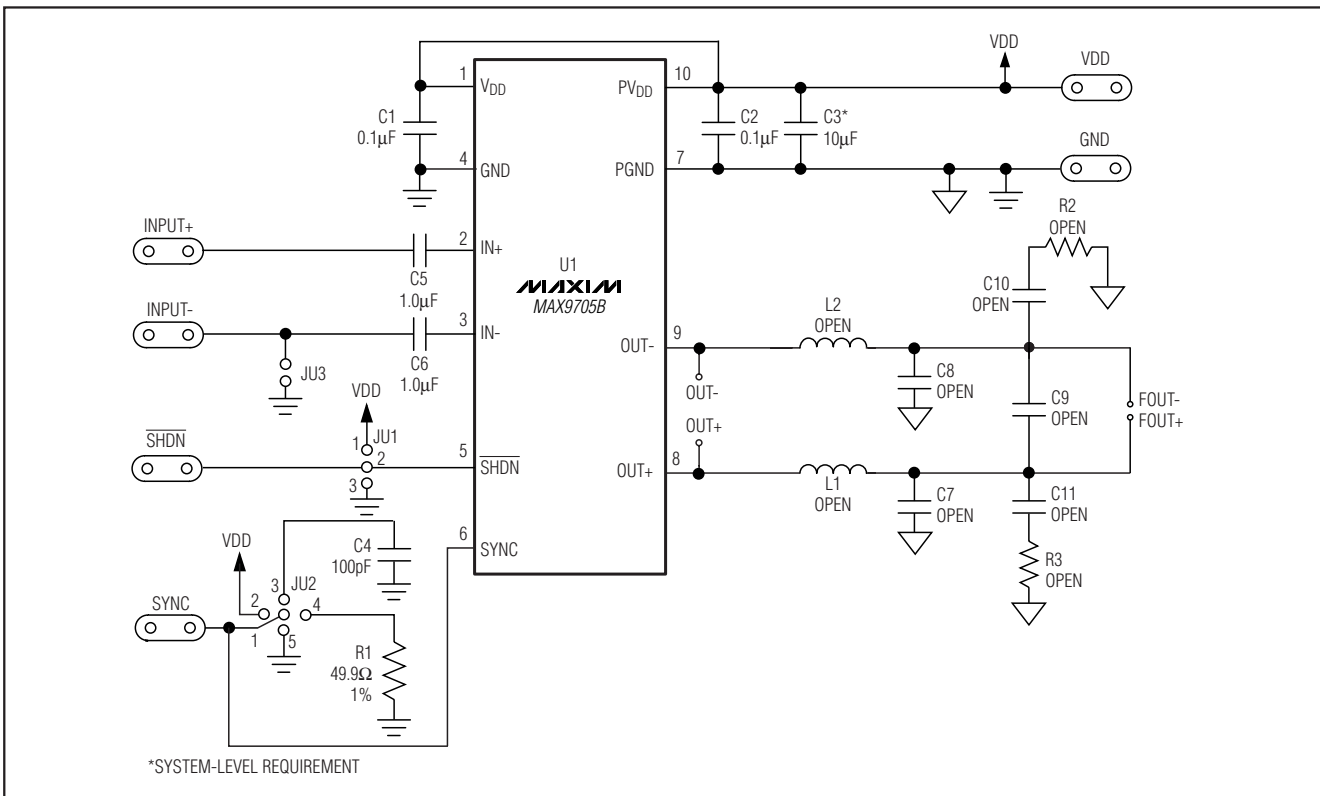 VDD
VDD
1
VDD
PVDD
10
C1
0.1µF
C2
0.1µF
C3*
10µF
GND
4
GND
PGND
7
R2
OPEN
INPUT+
2
IN+
C5
1.0µF
U1
MAXIM
MAX9705B
C10
OPEN
INPUT-
3
IN-
C6
1.0µF
JU3
L2
OPEN
OUT-
9
OUT-
C8
OPEN
C9
OPEN
FOUT-
FOUT+
VDD
SHDN
1
JU1
2
3
5
SHDN
OUT+
OUT+
8
L1
OPEN
C7
OPEN
C11
OPEN
R3
OPEN
6
SYNC
C4
100pF
VDD
SYNC
JU2
3
2
4
1
5
R1
49.9Ω
1%
*SYSTEM-LEVEL REQUIREMENT